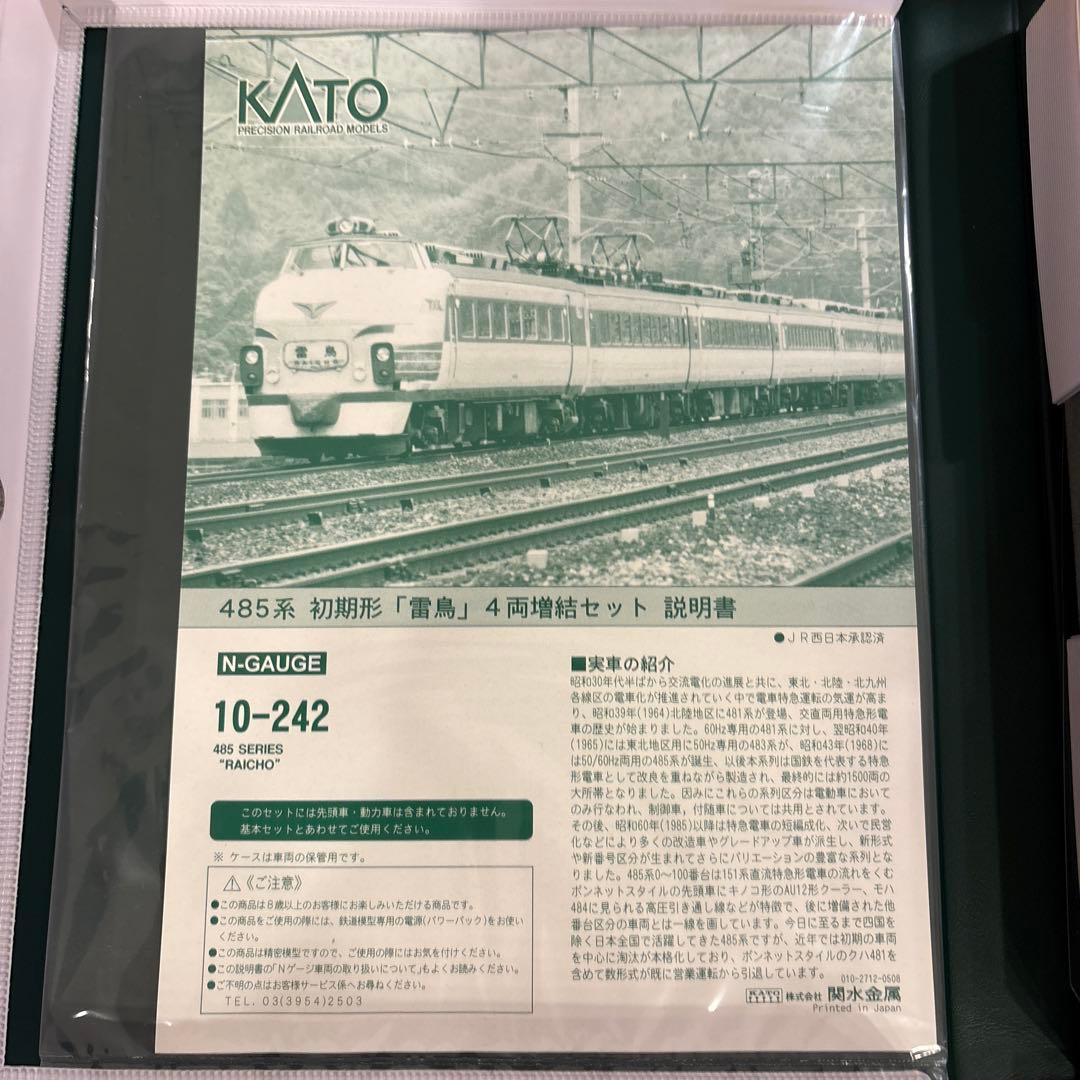 KATO
PRECISION RAILROAD MODELS
雷鳥
485系 初期形「雷鳥」4両増結セット 説明書
●JR西日本承認済
N-GAUGE
10-242
485 SERIES
"RAICHO"
このセットには先頭車・動力車は含まれておりません。
基本セットとあわせてご使用ください。
※ ケースは車両の保管用です。
⚠《ご注意》
●この商品は8歳以上のお客様にお楽しみいただける商品です。
●この商品をご使用の際には、鉄道模型専用の電源(パワーパック)をお使い
ください。
●この商品は精密模型ですので、ご使用の際にはお気を付けください。
●この説明書の「Nゲージ車両の取り扱いについて」もよくお読みください。
●ご不明の点はお客様サービス係へお尋ねください。
TEL. 03(3954)2503
■実車の紹介
昭和30年代半ばから交流電化の進展と共に、東北・北陸・北九州
各線区の電車化が推進されていく中で電車特急運転の気運が高ま
り、昭和39年(1964)北陸地区に481系が登場、交直両用特急形電
車の歴史が始まりました。60Hz専用の481系に対し、翌昭和40年
(1965)には東北地区用に50Hz専用の483系が、昭和43年(1968)に
は50/60Hz両用の485系が誕生、以後本系列は国鉄を代表する特急
形電車として改良を重ねながら製造され、最終的には約1500両の
大所帯となりました。因みにこれらの系列区分は電動車において
のみ行なわれ、制御車、付随車については共用とされています。
その後、昭和60年(1985)以降は特急電車の短編成化、次いで民営
化などにより多くの改造車やグレードアップ車が派生し、新形式
や新番号区分が生まれてさらにバリエーションの豊富な系列とな
りました。485系0～100番台は151系直流特急形電車の流れをくむ
ボンネットスタイルの先頭車にキノコ形のAU12形クーラー、モハ
484に見られる高圧引き通し線などが特徴で、後に増備された他
番台区分の車両とは一線を画しています。今日に至るまで四国を
除く日本全国で活躍してきた485系ですが、近年では初期の車両
を中心に淘汰が本格化しており、ボンネットスタイルのクハ481を
含めて数形式が既に営業運転から引退しています。
010-2712-0508
KATO 株式会社 関水金属
Printed in Japan